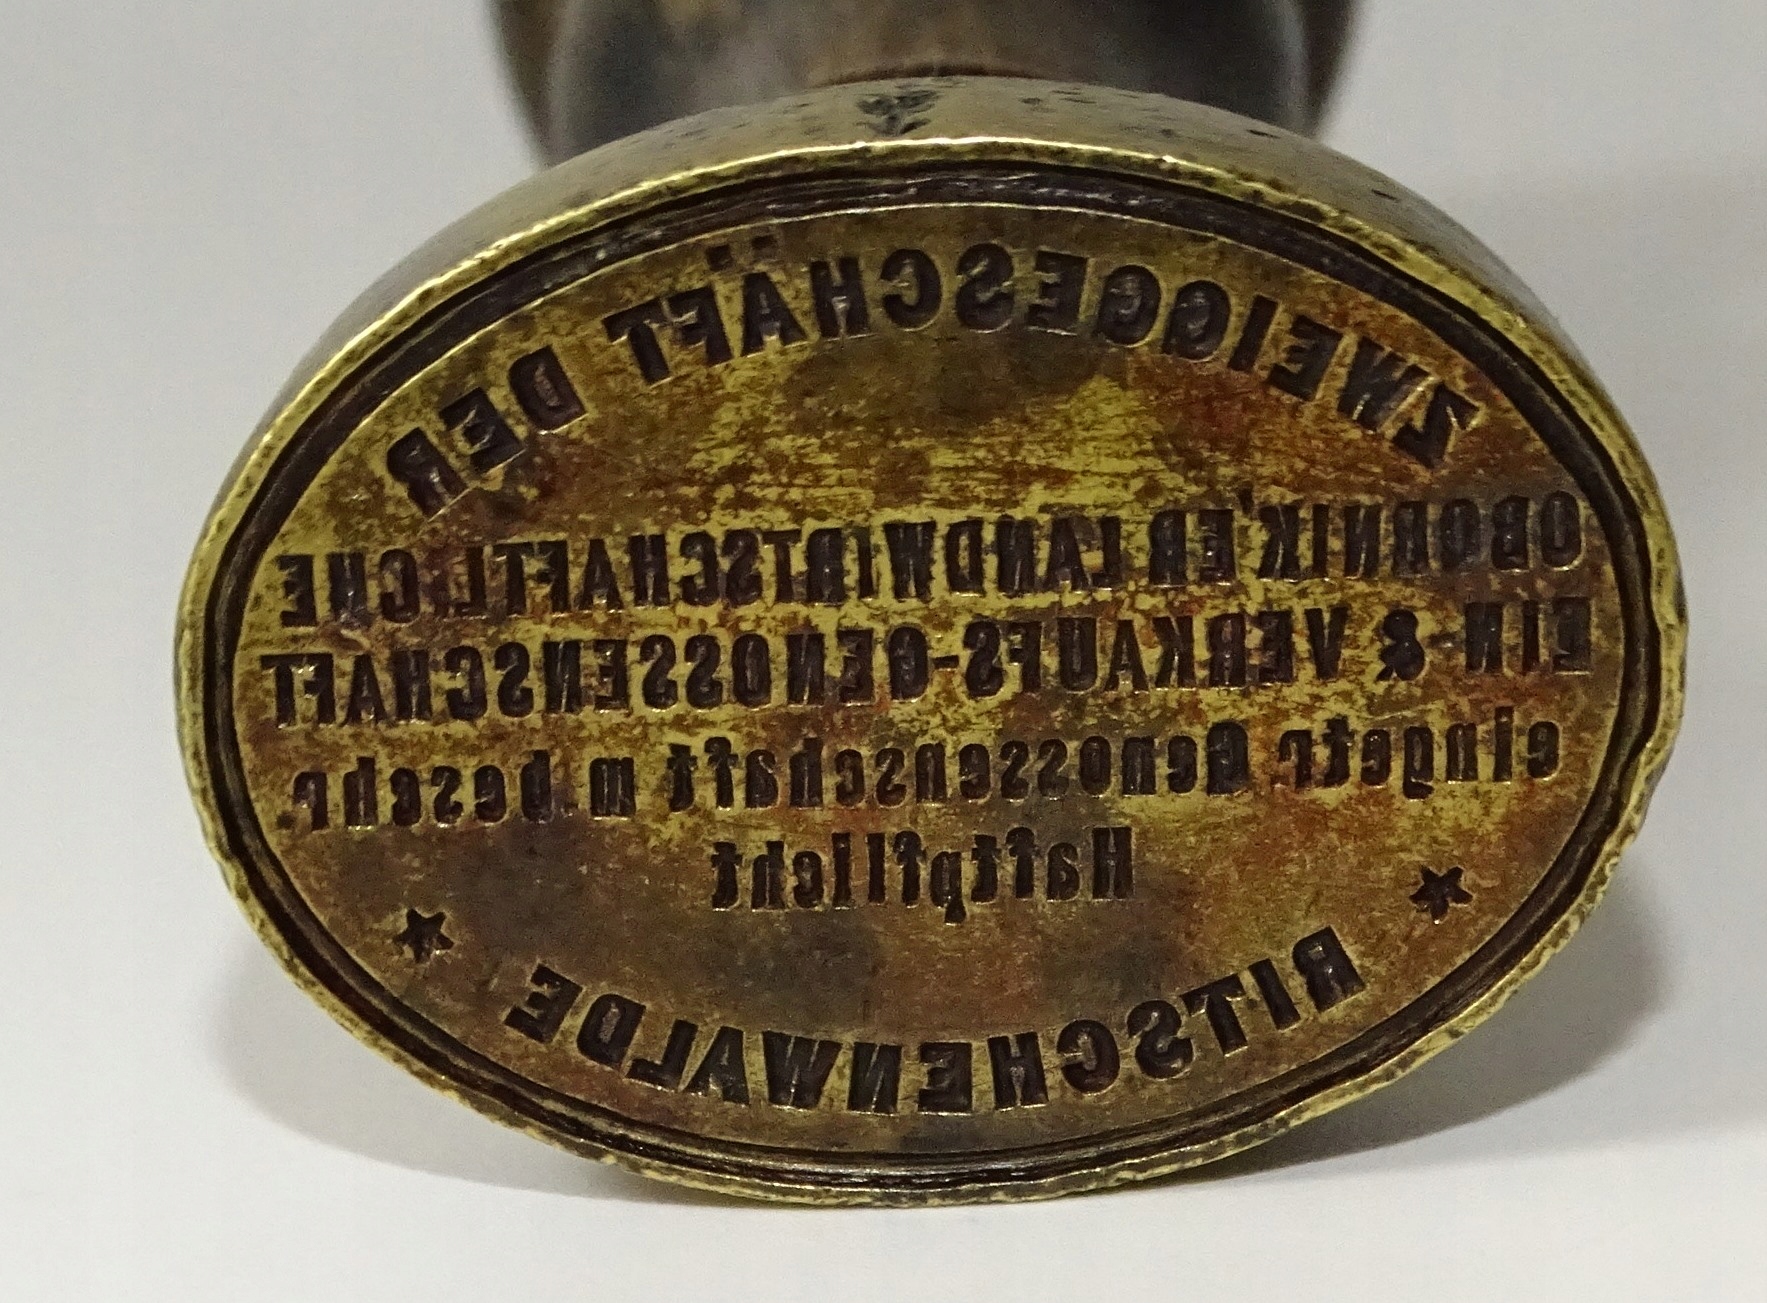 ZWEIGGESCHÄFT DER
OBORNIK'ER LANDWIRTSCHAFTLICHE
EIN- & VERKAUFS-GENOSSENSCHAFT
eingetr. Genossenschaft m. beschr.
Haftpflicht
RITSCHENWALDE